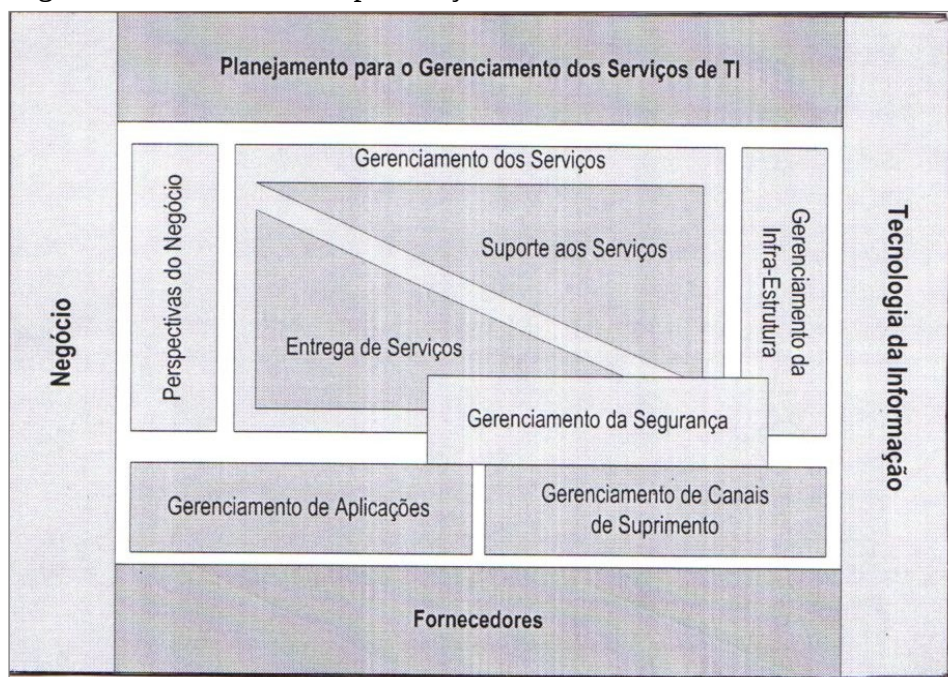 Planejamento para o Gerenciamento dos Serviços de TI
Negócio
Perspectivas do Negócio
Gerenciamento dos Serviços
Suporte aos Serviços
Entrega de Serviços
Gerenciamento da
Infra-Estrutura
Tecnologia da Informação
Gerenciamento da Segurança
Gerenciamento de Aplicações
Gerenciamento de Canais
de Suprimento
Fornecedores